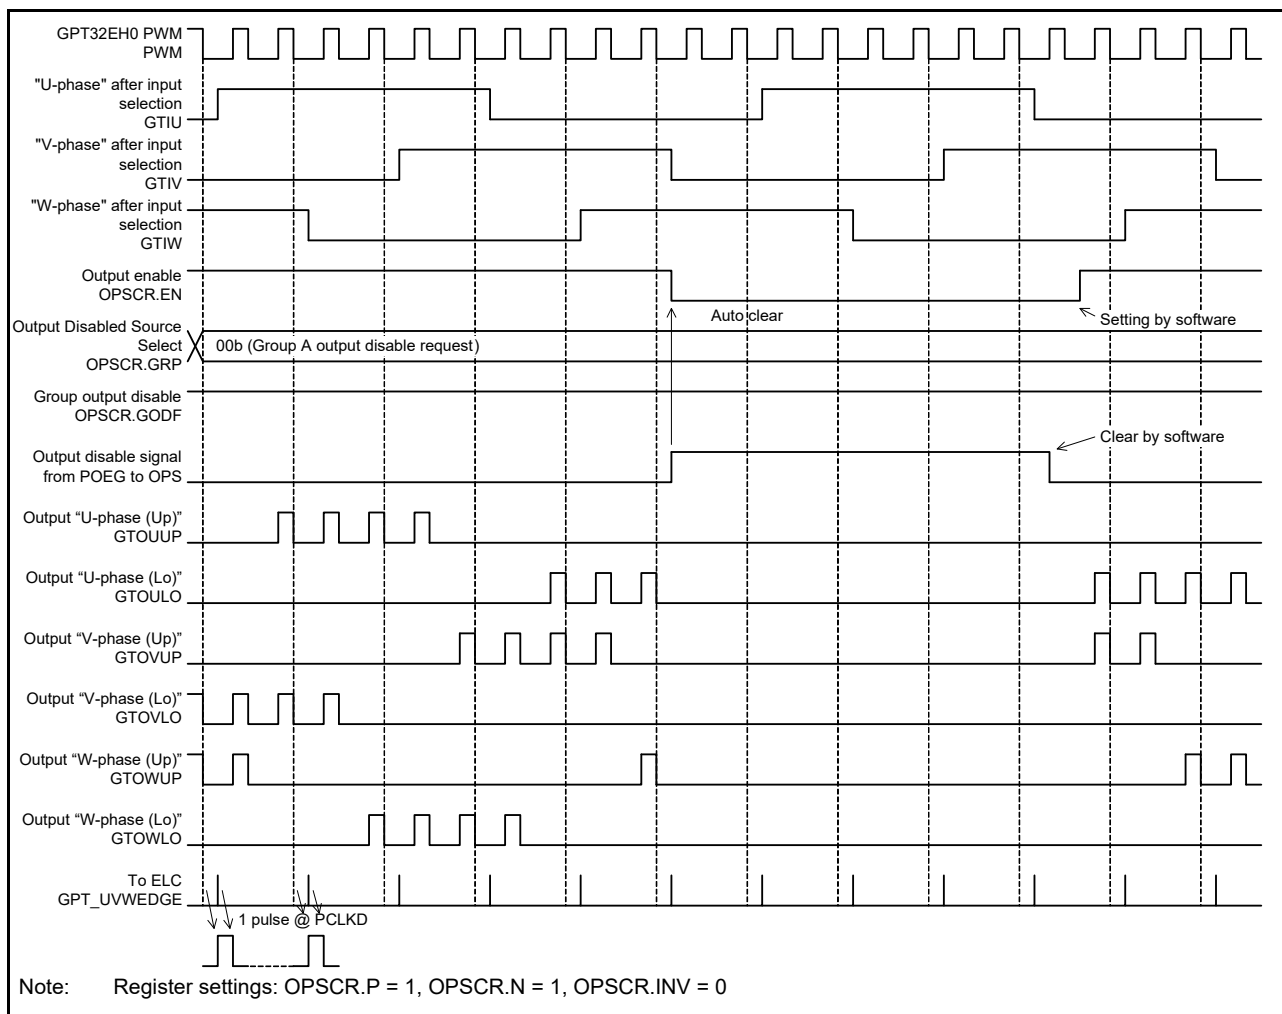 GPT32EH0 PWM
PWM
"U-phase" after input
selection
GTIU
"V-phase" after input
selection
GTIV
"W-phase" after input
selection
GTIW
Output enable
OPSCR.EN
Auto clear
Setting by software
Output Disabled Source
Select
OPSCR.GRP
00b (Group A output disable request)
Group output disable
OPSCR.GODF
Clear by software
Output disable signal
from POEG to OPS
Output “U-phase (Up)”
GTOUUP
Output “U-phase (Lo)”
GTOULO
Output “V-phase (Up)”
GTOVUP
Output “V-phase (Lo)”
GTOVLO
Output “W-phase (Up)”
GTOWUP
Output “W-phase (Lo)”
GTOWLO
To ELC
GPT_UVWEDGE
1 pulse @ PCLKD
Note: Register settings: OPSCR.P = 1, OPSCR.N = 1, OPSCR.INV = 0